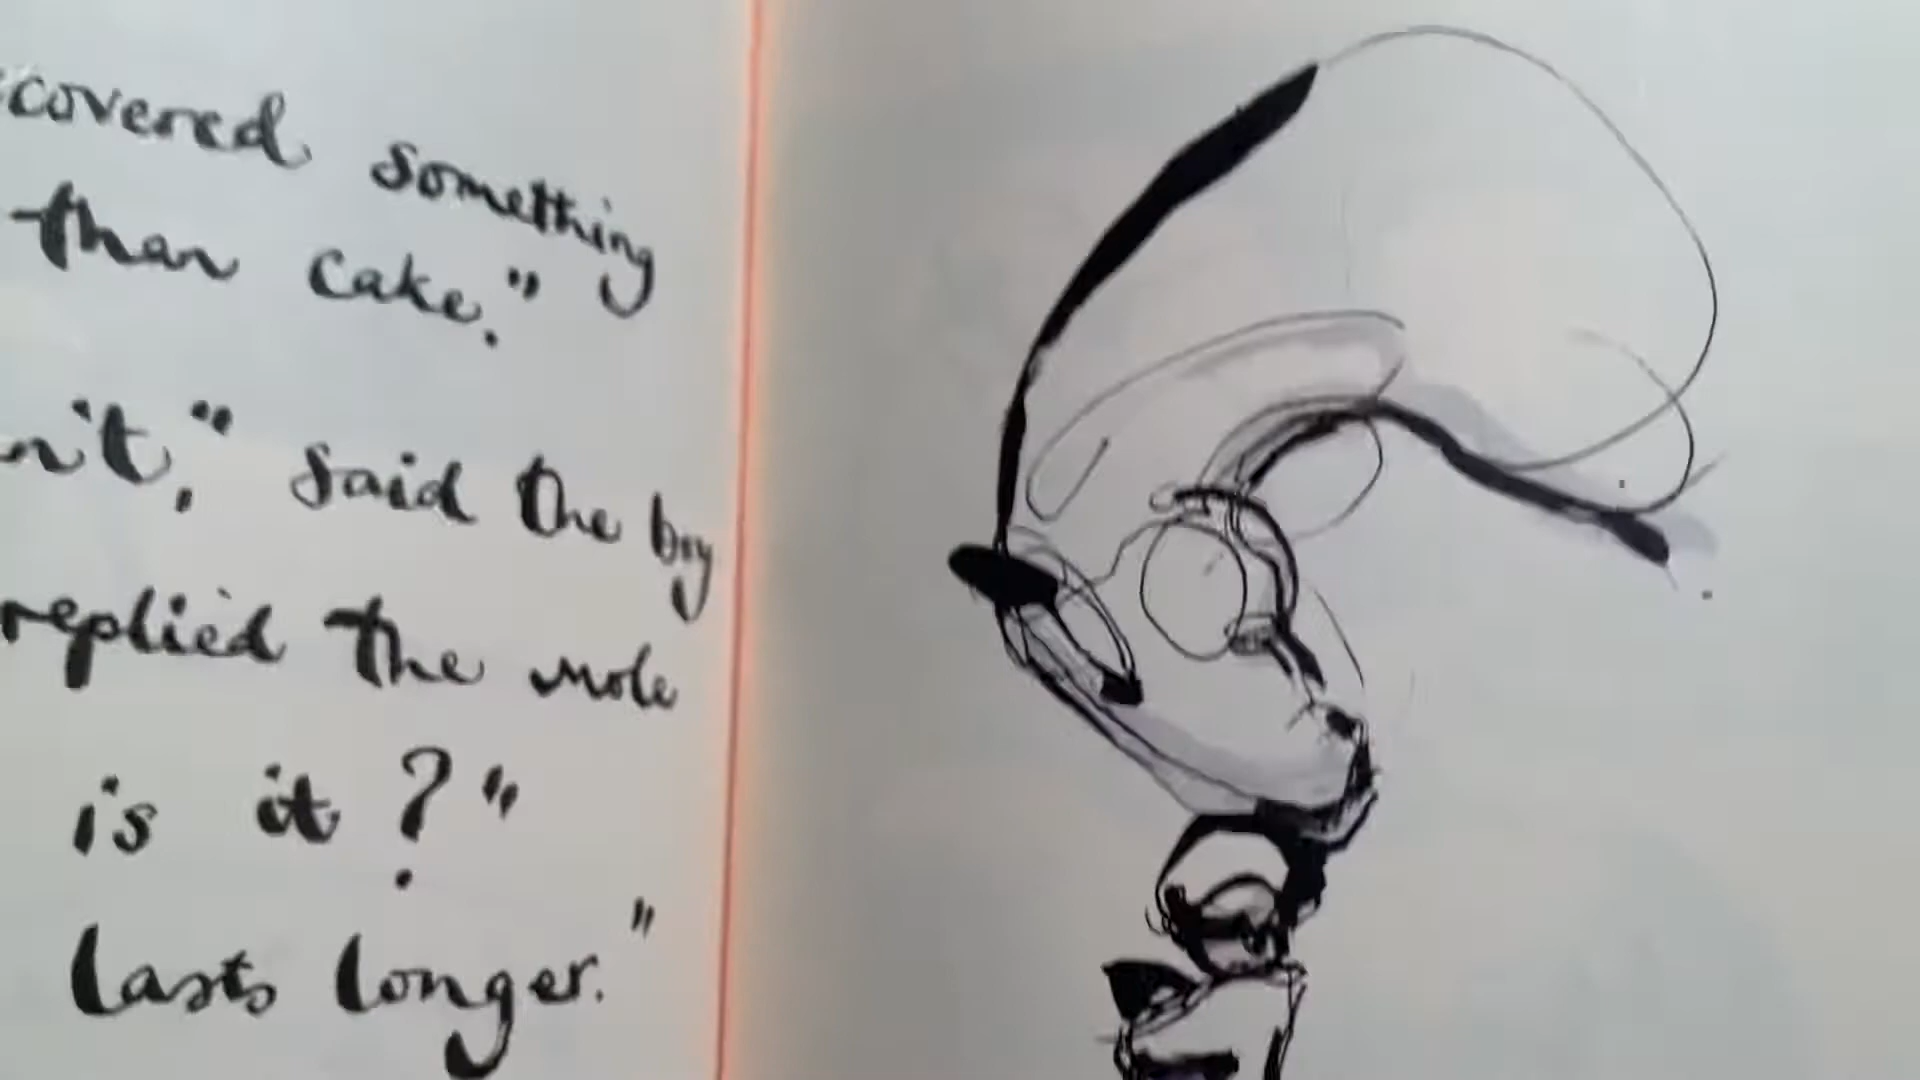 covered something
than cake."
n't," said the boy
replied the mole
is it?"
lasts longer."